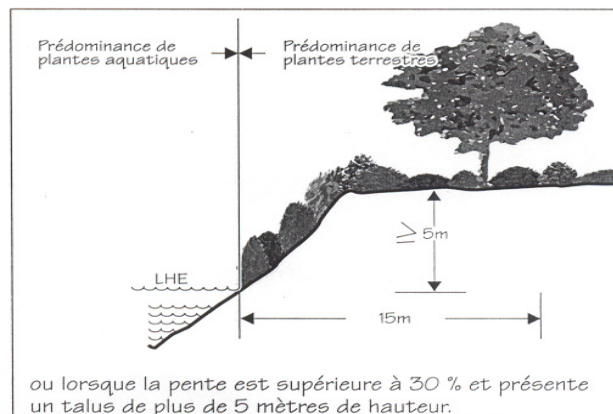 Prédominance de
plantes aquatiques
Prédominance de
plantes terrestres
≥ 5m
LHE
15m
ou lorsque la pente est supérieure à 30 % et présente
un talus de plus de 5 mètres de hauteur.